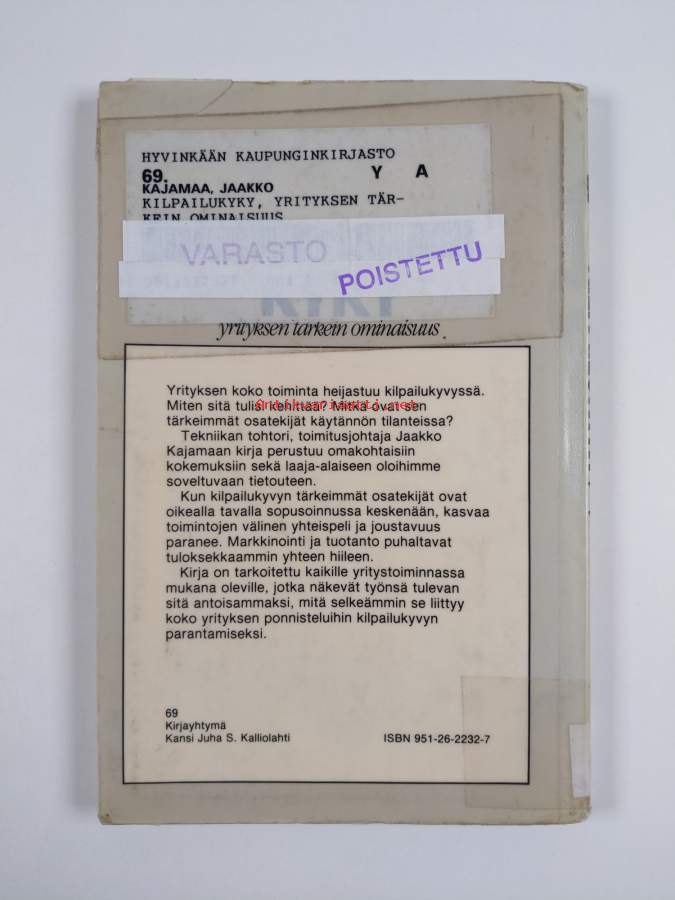 HYVINKÄÄN KAUPUNGINKIRJASTO
69. Y A
KAJAMAA, JAAKKO
KILPAILUKYKY, YRITYKSEN TÄR-
KEIN OMINAISUUS
VARASTO
POISTETTU
KYKY
yrityksen tärkein ominaisuus
Yrityksen koko toiminta heijastuu kilpailukyvyssä.
Miten sitä tulisi kehittää? Mitkä ovat sen
Antikvariaatti.net
tärkeimmät osatekijät käytännön tilanteissa?
Tekniikan tohtori, toimitusjohtaja Jaakko
Kajamaan kirja perustuu omakohtaisiin
kokemuksiin sekä laaja-alaiseen oloihimme
soveltuvaan tietouteen.
Kun kilpailukyvyn tärkeimmät osatekijät ovat
oikealla tavalla sopusoinnussa keskenään, kasvaa
toimintojen välinen yhteispeli ja joustavuus
paranee. Markkinointi ja tuotanto puhaltavat
tuloksekkaammin yhteen hiileen.
Kirja on tarkoitettu kaikille yritystoiminnassa
mukana oleville, jotka näkevät työnsä tulevan
sitä antoisammaksi, mitä selkeämmin se liittyy
koko yrityksen ponnisteluihin kilpailukyvyn
parantamiseksi.
69
Kirjayhtymä
Kansi Juha S. Kalliolahti ISBN 951-26-2232-7